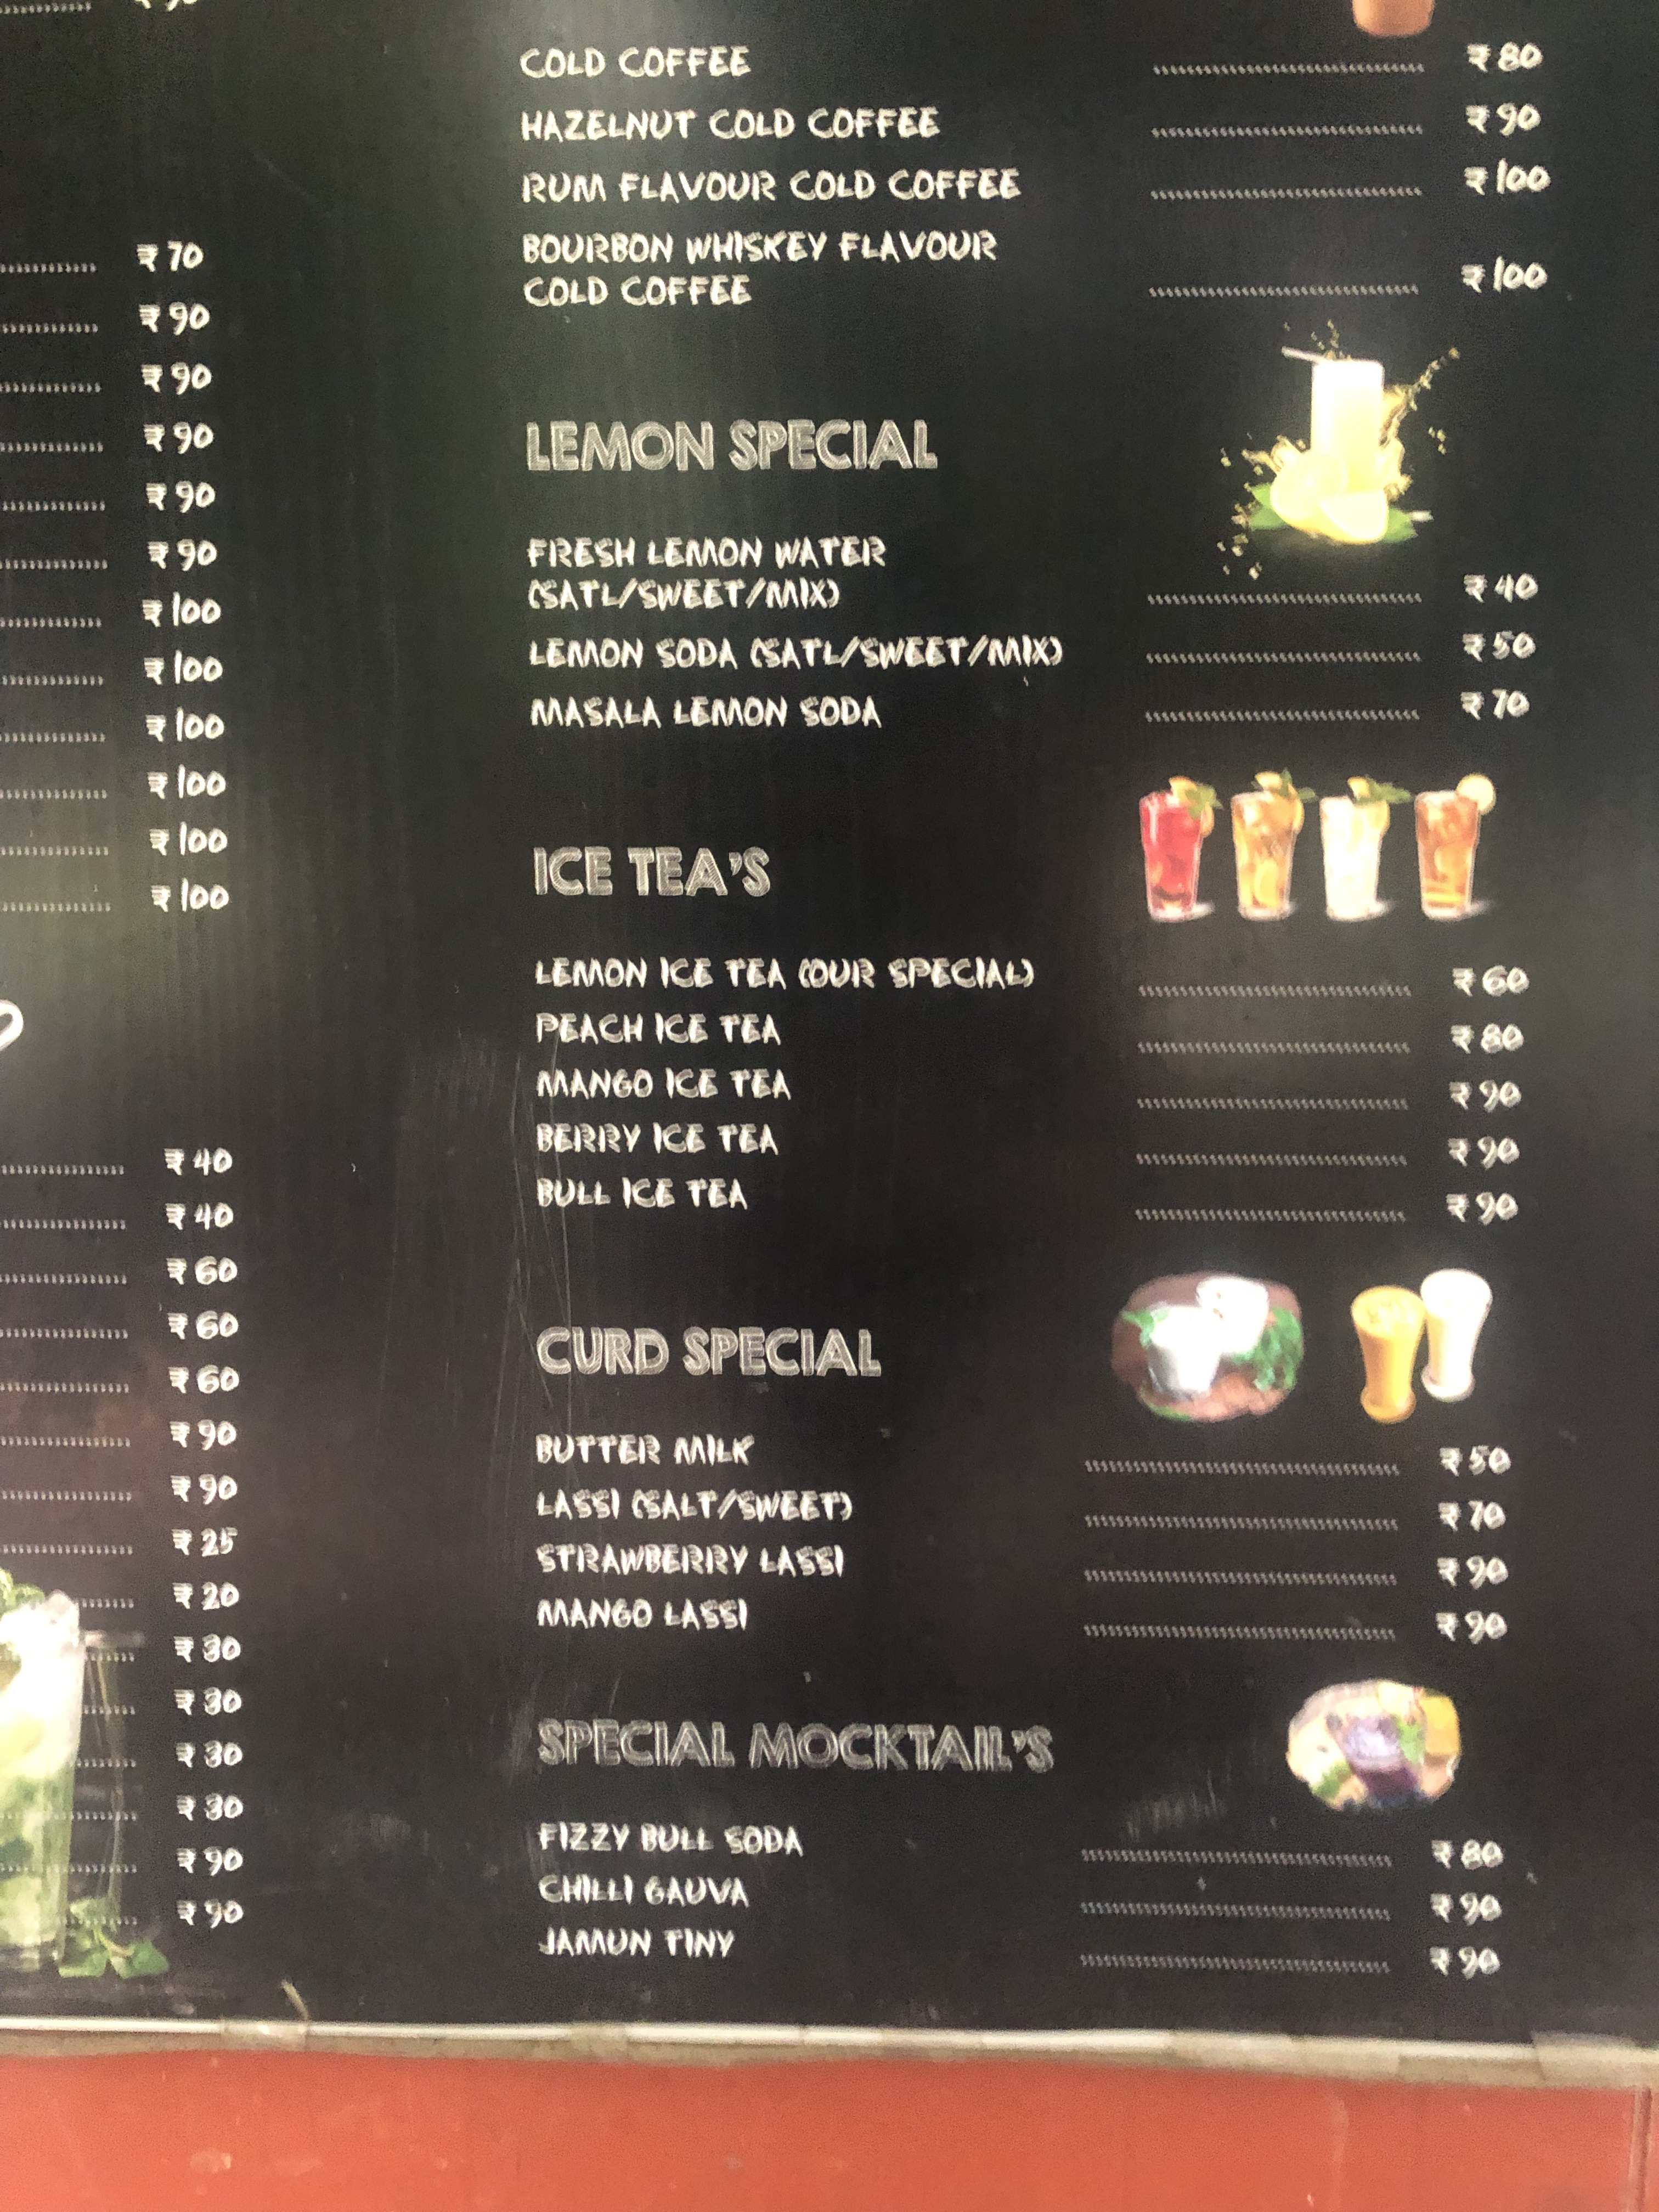 ₹70
₹90
₹90
₹90
₹90
₹90
₹100
₹100
₹100
₹100
₹100
₹100
₹40
₹40
₹60
₹60
₹60
₹90
₹90
₹25
₹20
₹30
₹30
₹30
₹30
₹90
₹90
COLD COFFEE ₹80
HAZELNUT COLD COFFEE ₹90
RUM FLAVOUR COLD COFFEE ₹100
BOURBON WHISKEY FLAVOUR
COLD COFFEE ₹100
LEMON SPECIAL
FRESH LEMON WATER
(SATL/SWEET/MIX) ₹40
LEMON SODA (SATL/SWEET/MIX) ₹50
MASALA LEMON SODA ₹70
ICE TEA'S
LEMON ICE TEA (OUR SPECIAL) ₹60
PEACH ICE TEA ₹80
MANGO ICE TEA ₹90
BERRY ICE TEA ₹90
BULL ICE TEA ₹90
CURD SPECIAL
BUTTER MILK ₹50
LASSI (SALT/SWEET) ₹70
STRAWBERRY LASSI ₹90
MANGO LASSI ₹90
SPECIAL MOCKTAIL'S
FIZZY BULL SODA ₹80
CHILLI GAUVA ₹90
JAMUN TINY ₹90